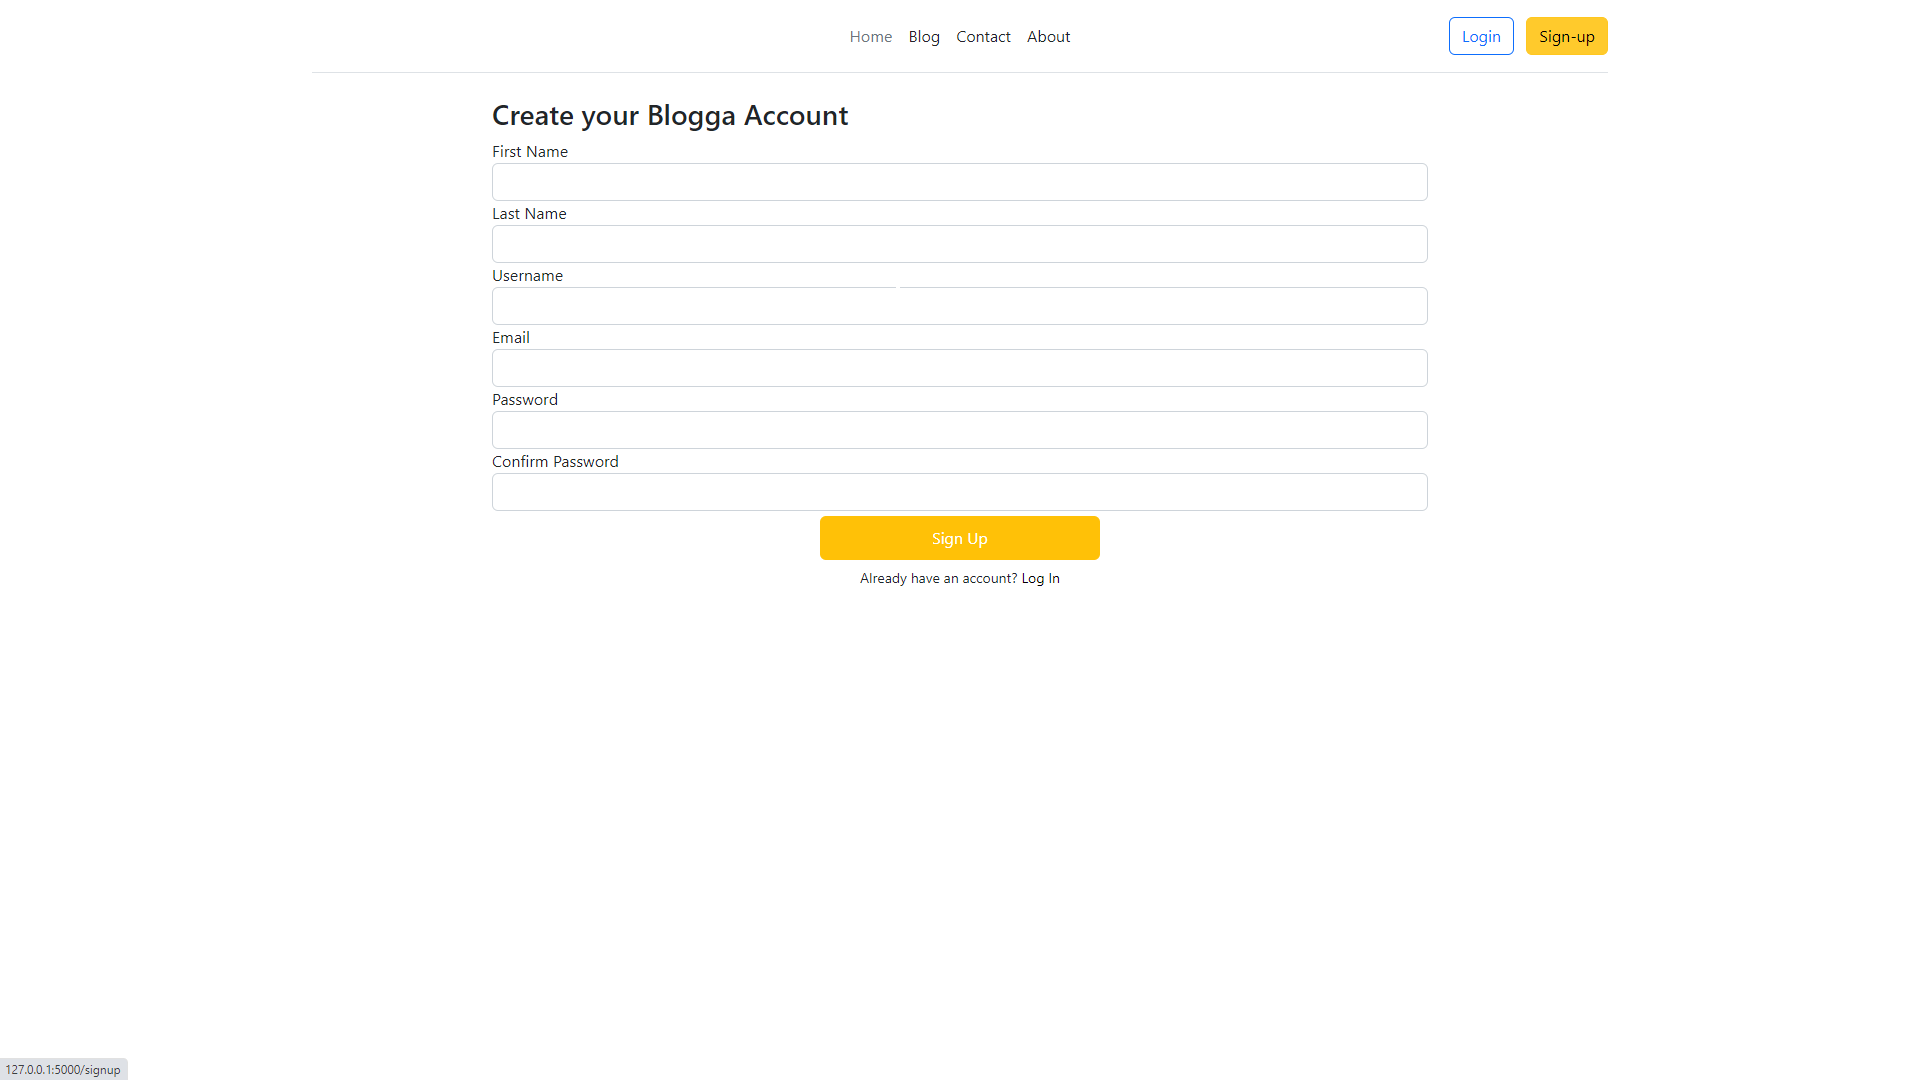 Home Blog Contact About Login Sign-up
Create your Blogga Account
First Name
Last Name
Username
Email
Password
Confirm Password
Sign Up
Already have an account? Log In
127.0.0.1:5000/signup